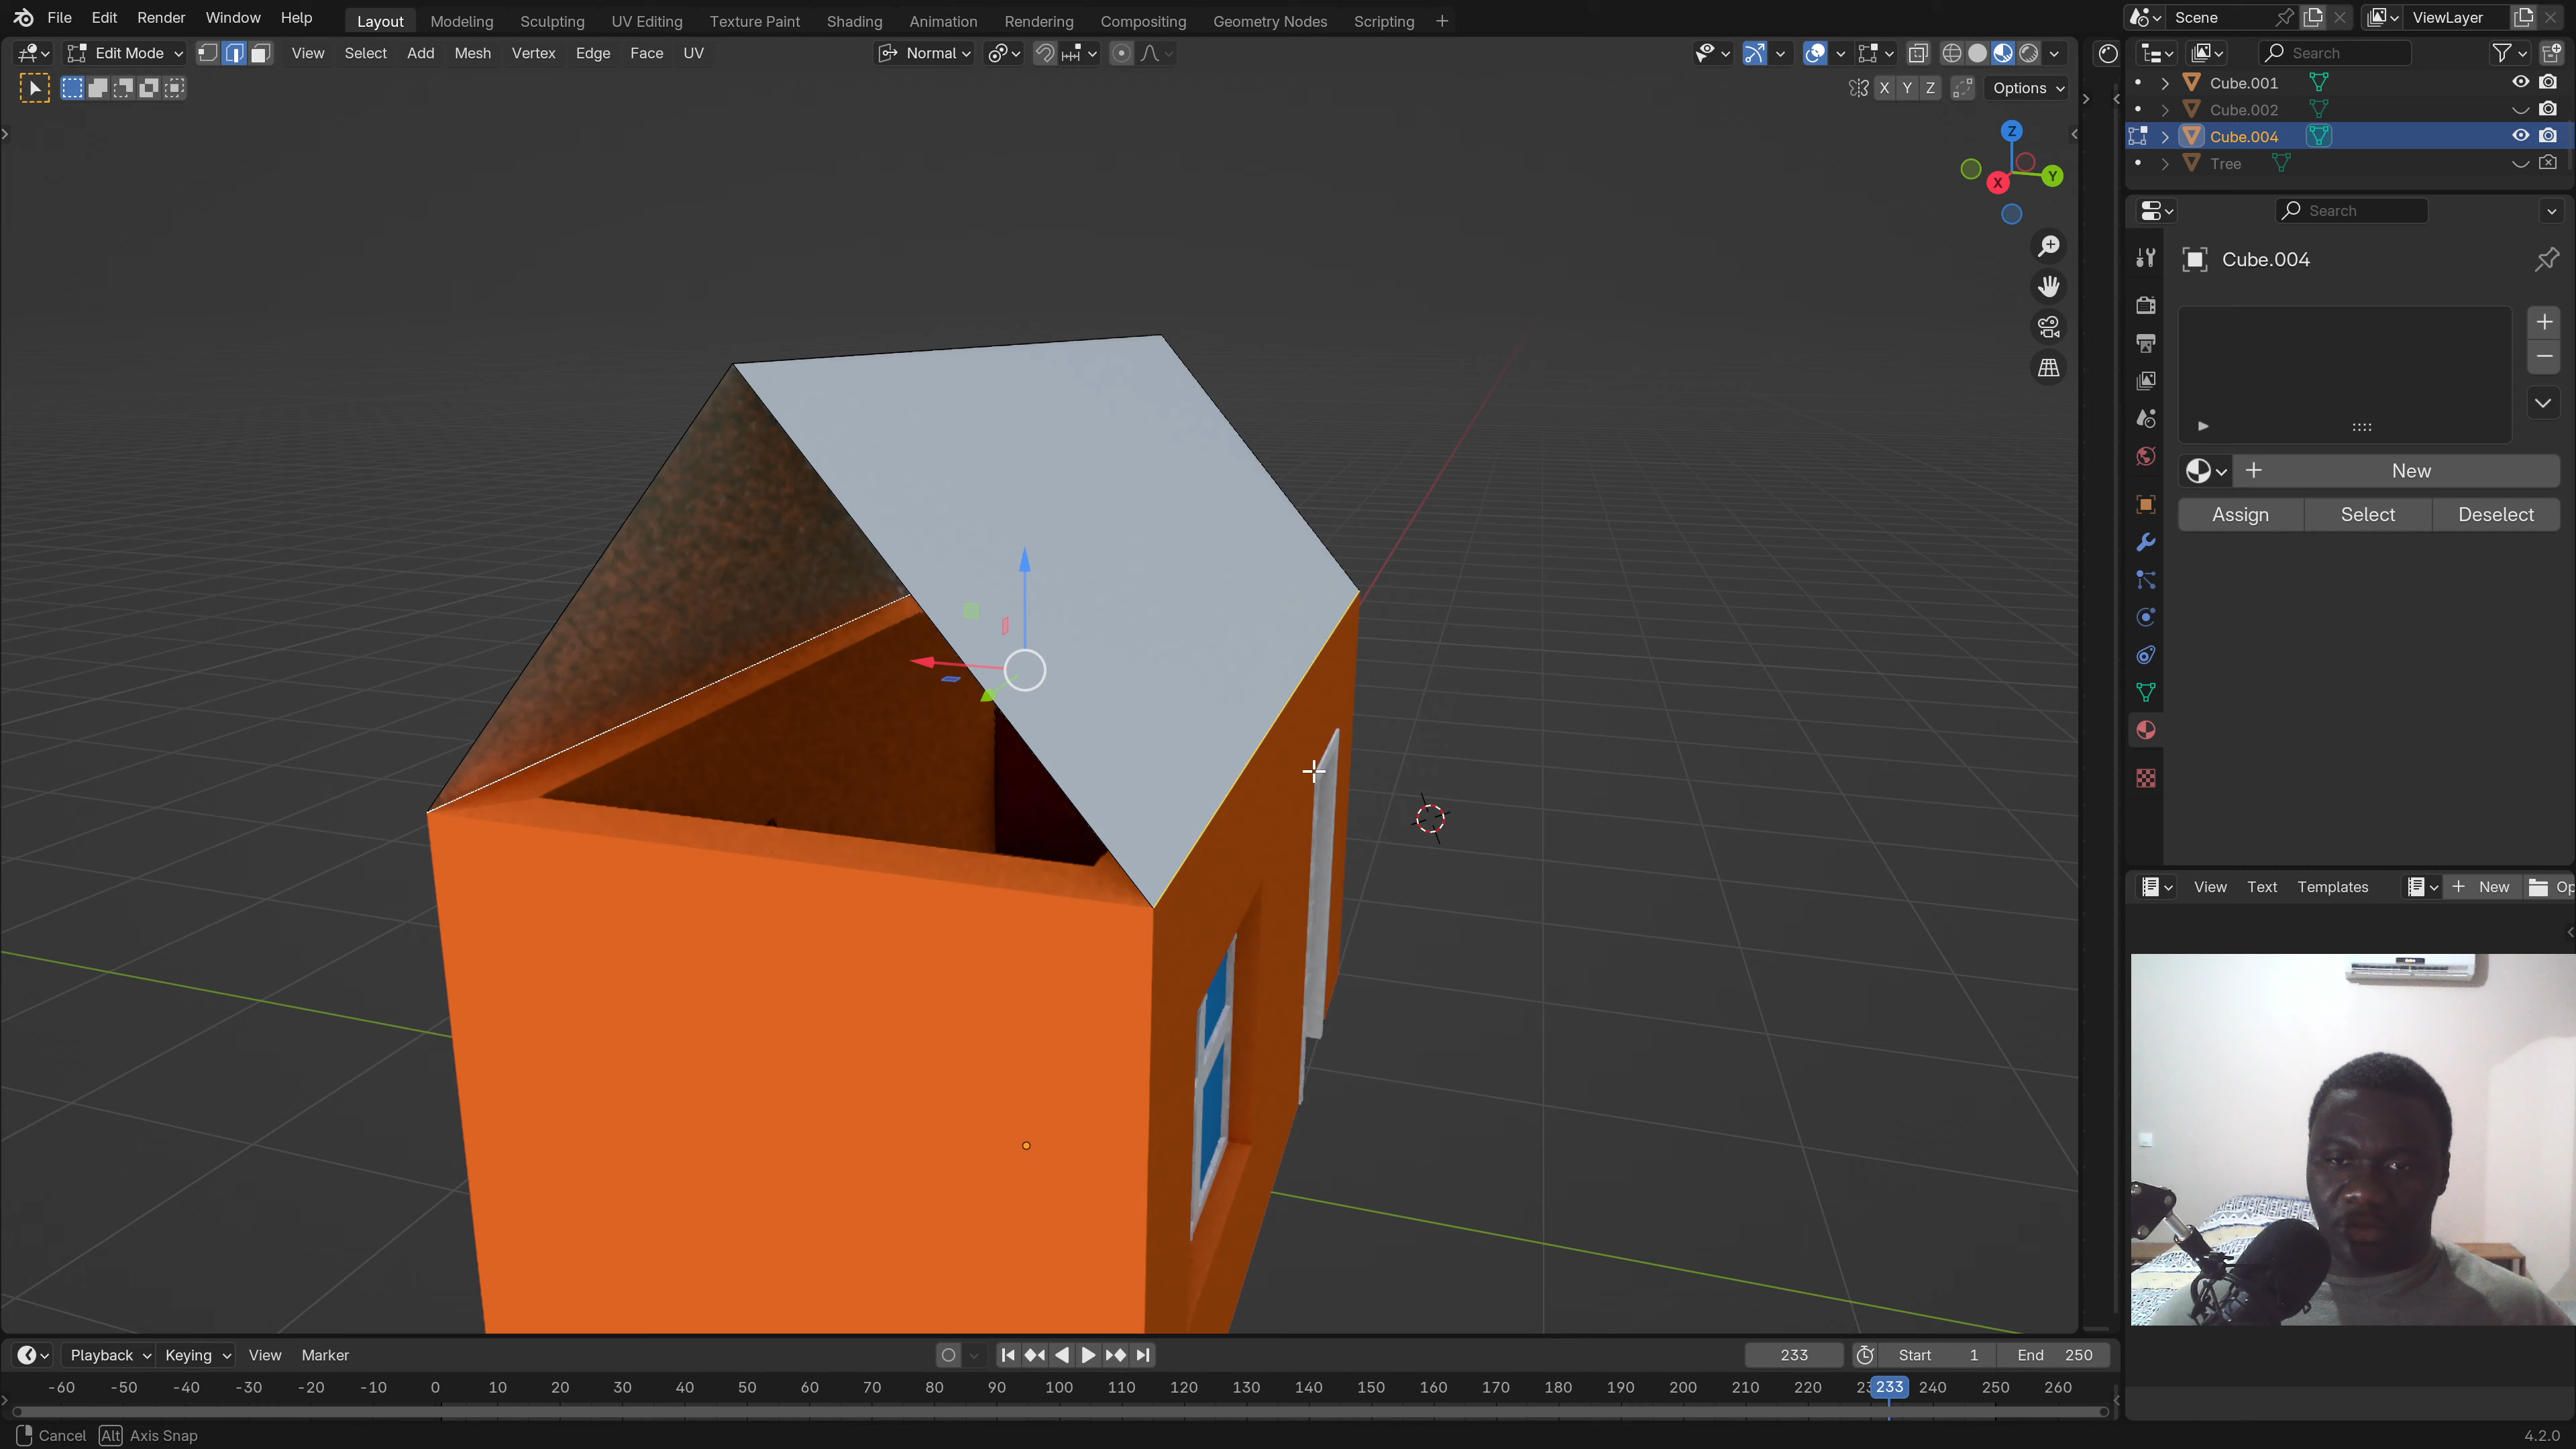 File Edit Render Window Help Layout Modeling Sculpting UV Editing Texture Paint Shading Animation Rendering Compositing Geometry Nodes Scripting + Scene ViewLayer
Edit Mode View Select Add Mesh Vertex Edge Face UV Normal Search
X Y Z Options
Cube.001
Cube.002
Cube.004
Tree
Z
Y
X
Search
Cube.004
New
Assign Select Deselect
View Text Templates New Op
Playback Keying View Marker 233 Start 1 End 250
-60 -50 -40 -30 -20 -10 0 10 20 30 40 50 60 70 80 90 100 110 120 130 140 150 160 170 180 190 200 210 220 23 233 240 250 260
Cancel Alt Axis Snap 4.2.0